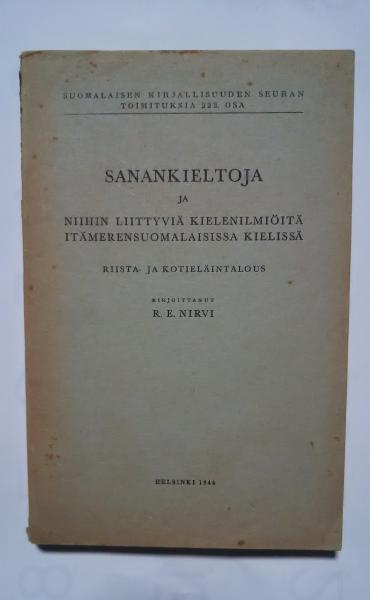 SUOMALAISEN KIRJALLISUUDEN SEURAN
TOIMITUKSIA 222. OSA
SANANKIELTOJA
JA
NIIHIN LIITTYVIÄ KIELENILMIÖITÄ
ITÄMERENSUOMALAISISSA KIELISSÄ
RIISTA- JA KOTIELÄINTALOUS
KIRJOITTANUT
R. E. NIRVI
HELSINKI 1944